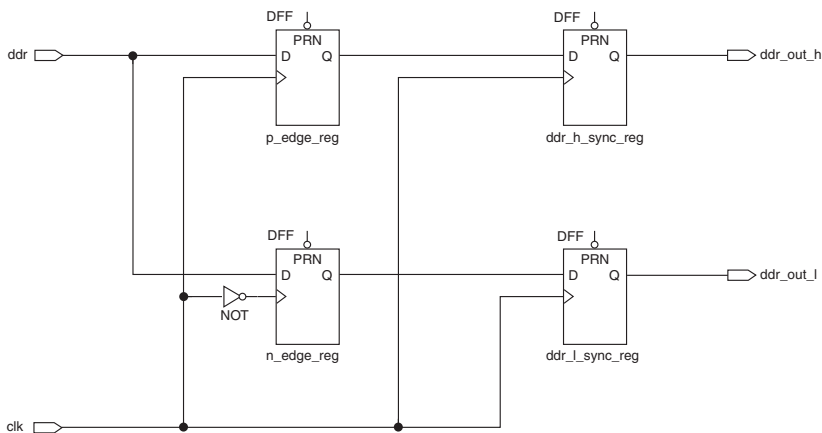 DFF
DFF
PRN
PRN
ddr
D
Q
D
Q
ddr_out_h
p_edge_reg
ddr_h_sync_reg
DFF
DFF
PRN
PRN
D
Q
D
Q
ddr_out_l
NOT
n_edge_reg
ddr_l_sync_reg
clk